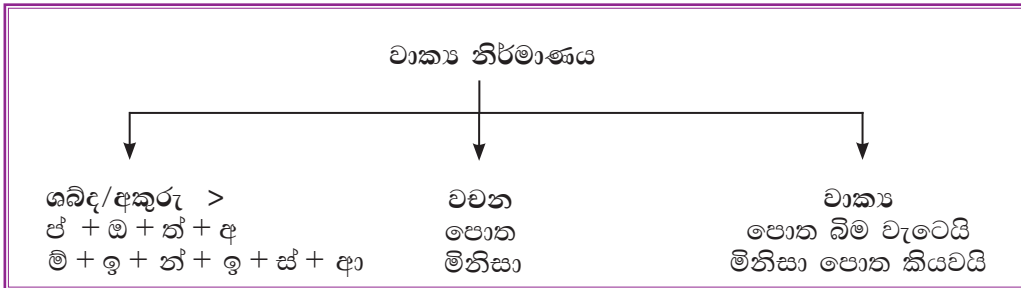 වාක්‍ය නිර්මාණය
ශබ්ද/අකුරු > වචන වාක්‍ය
ප් + ඔ + ත් + අ පොත පොත බිම වැටෙයි
ම් + ඉ + න් + ඉ + ස් + ආ මිනිසා මිනිසා පොත කියවයි